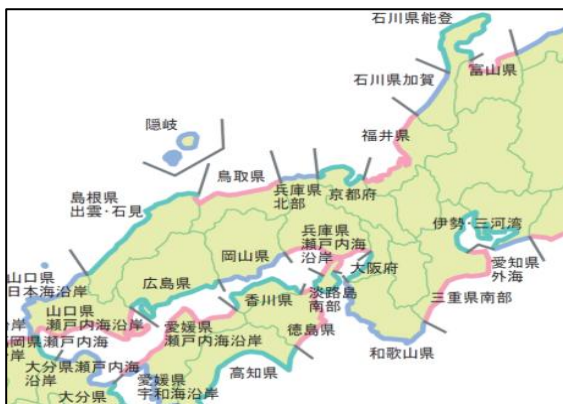 石川県能登
富山県
石川県加賀
隠岐
福井県
鳥取県
島根県
出雲・石見
兵庫県
北部
京都府
兵庫県
瀬戸内海
沿岸
伊勢・三河湾
岡山県
大阪府
愛知県
外海
山口県
日本海沿岸
広島県
香川県
淡路島
南部
三重県南部
山口県
瀬戸内海沿岸
愛媛県
瀬戸内海沿岸
徳島県
岡県瀬戸内海
岸
和歌山県
大分県瀬戸内海
沿岸
高知県
愛媛県
宇和海沿岸
大分県